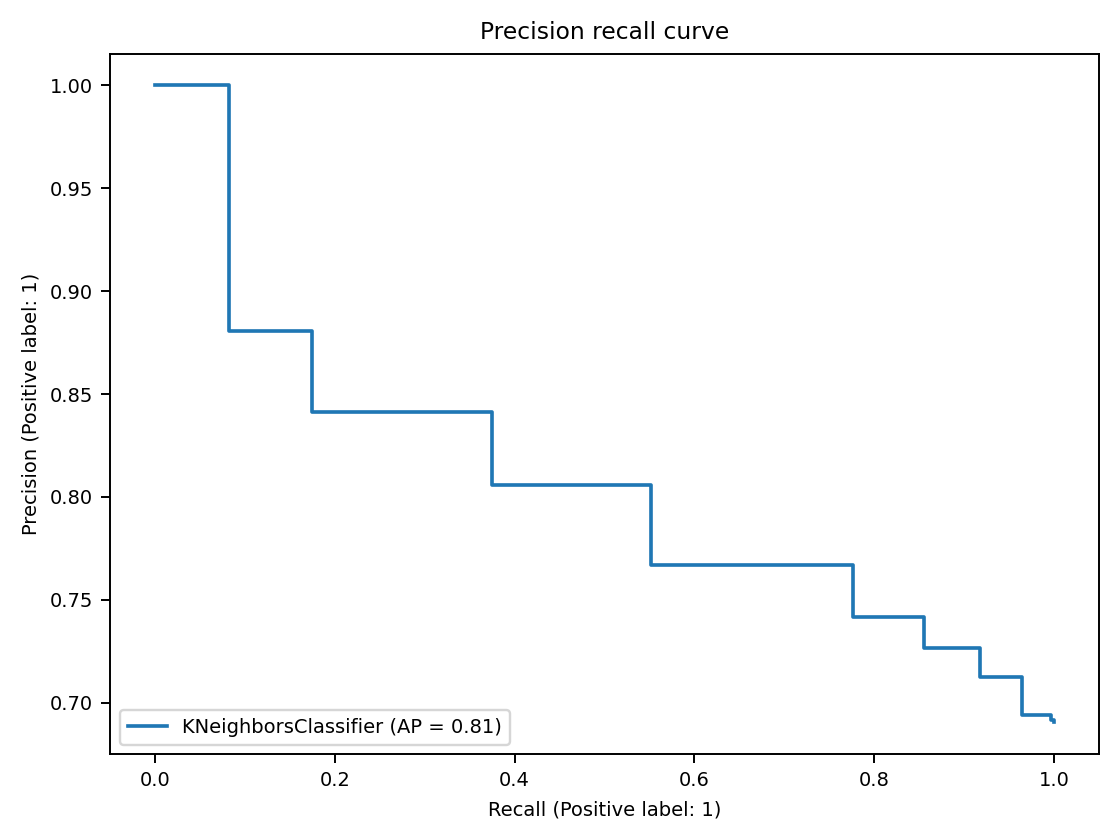 Precision recall curve
1.00
0.95
0.90
0.85
0.80
0.75
0.70
Precision (Positive label: 1)
KNeighborsClassifier (AP = 0.81)
0.0 0.2 0.4 0.6 0.8 1.0
Recall (Positive label: 1)